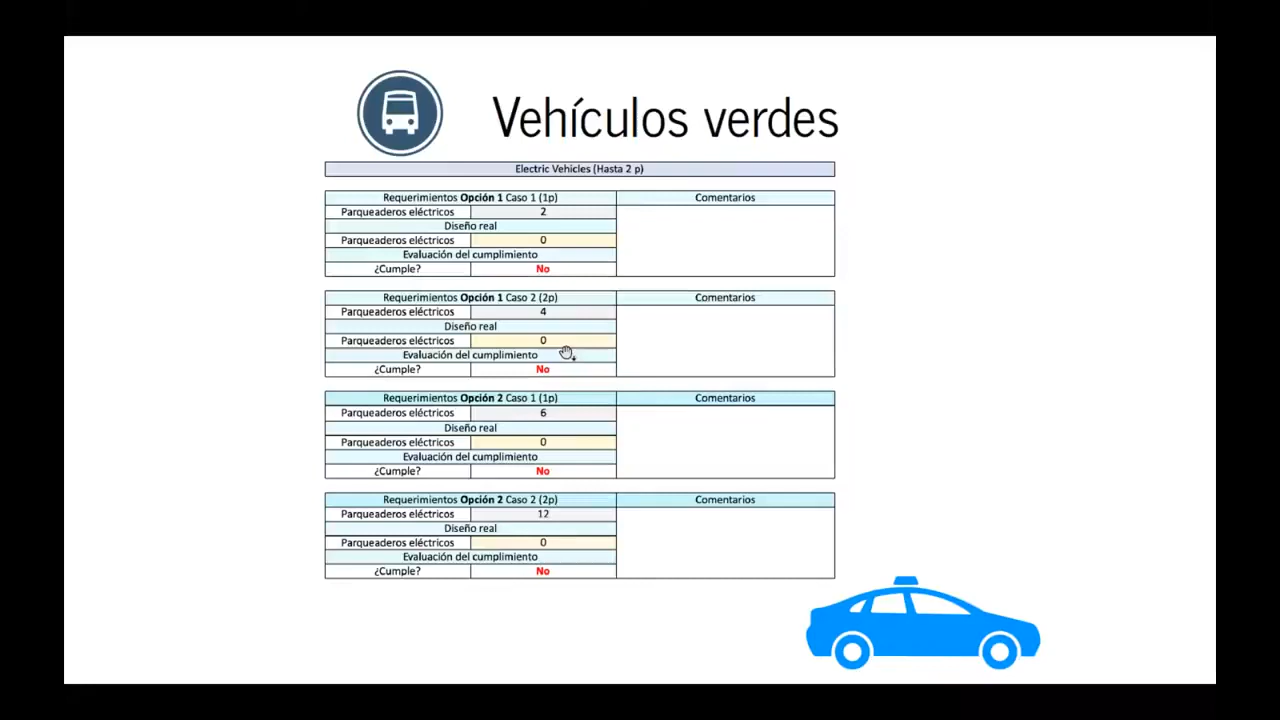 Vehículos verdes
Electric Vehicles (Hasta 2 p)
Requerimientos Opción 1 Caso 1 (1p) Comentarios
Parqueaderos eléctricos 2
Diseño real
Parqueaderos eléctricos 0
Evaluación del cumplimiento
¿Cumple? No
Requerimientos Opción 1 Caso 2 (2p) Comentarios
Parqueaderos eléctricos 4
Diseño real
Parqueaderos eléctricos 0
Evaluación del cumplimiento
¿Cumple? No
Requerimientos Opción 2 Caso 1 (1p) Comentarios
Parqueaderos eléctricos 6
Diseño real
Parqueaderos eléctricos 0
Evaluación del cumplimiento
¿Cumple? No
Requerimientos Opción 2 Caso 2 (2p) Comentarios
Parqueaderos eléctricos 12
Diseño real
Parqueaderos eléctricos 0
Evaluación del cumplimiento
¿Cumple? No